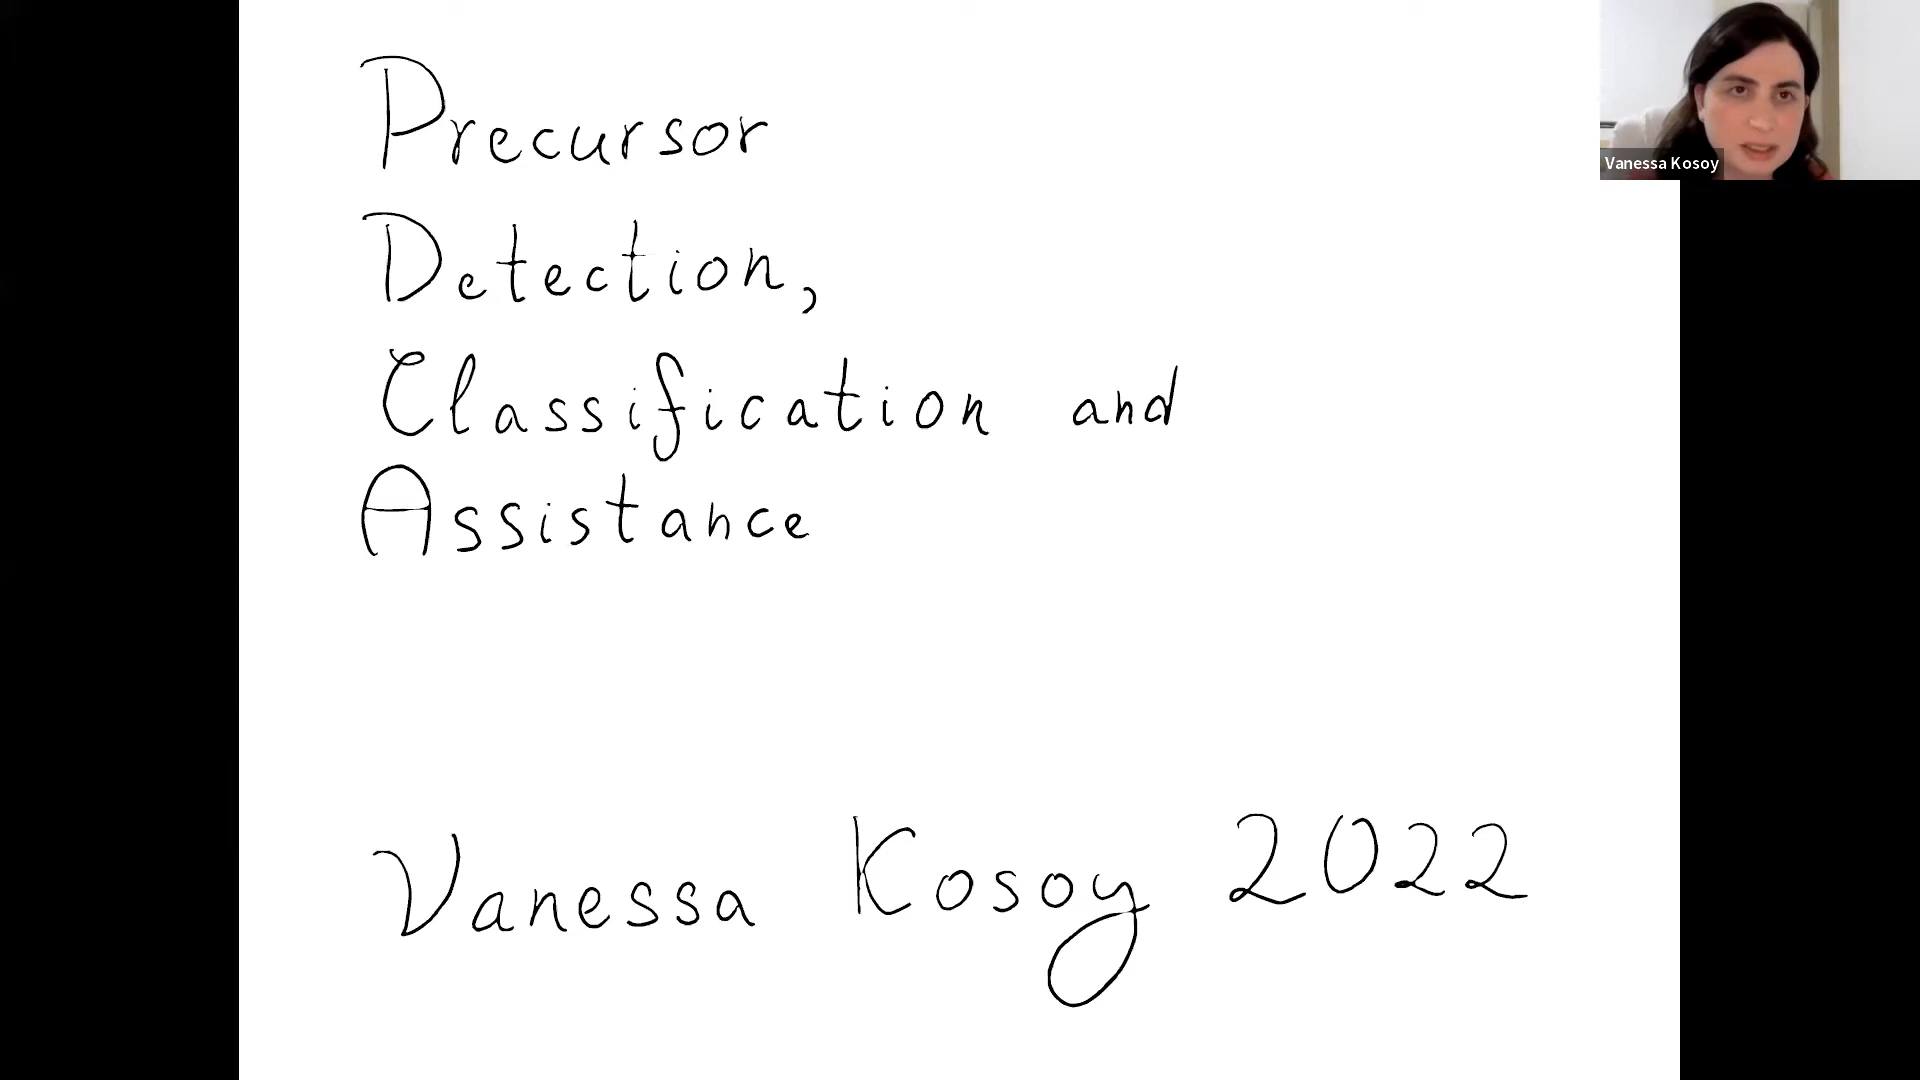 Precursor
Detection,
Classification and
Assistance
Vanessa Kosoy 2022
Vanessa Kosoy